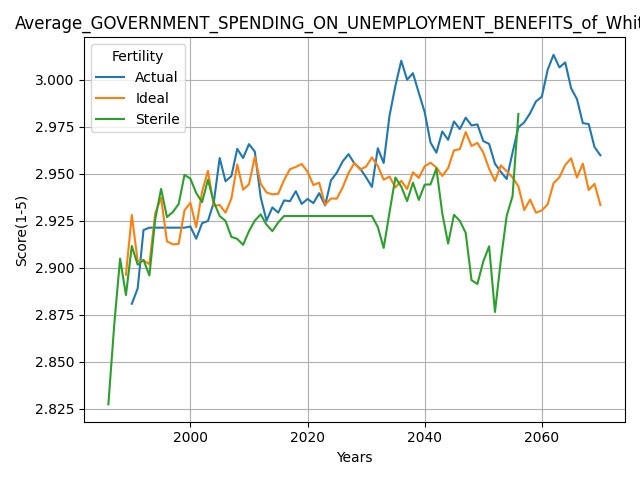 Average_GOVERNMENT_SPENDING_ON_UNEMPLOYMENT_BENEFITS_of_Whit
Fertility
Actual
Ideal
Sterile
3.000
2.975
2.950
2.925
2.900
2.875
2.850
2.825
Score(1-5)
2000 2020 2040 2060
Years